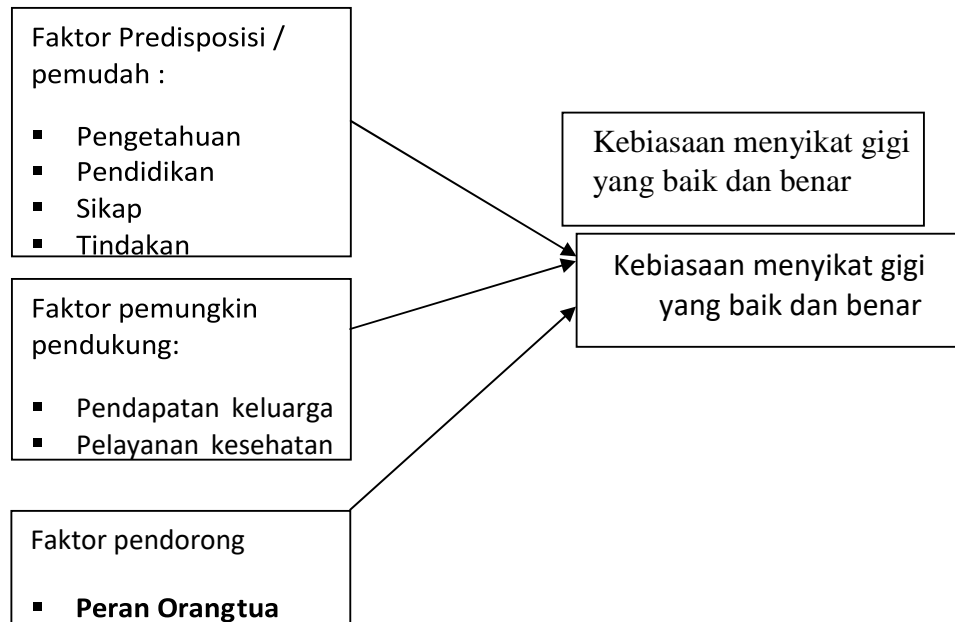 Faktor Predisposisi /
pemudah :
▪ Pengetahuan
▪ Pendidikan
▪ Sikap
▪ Tindakan
Faktor pemungkin
pendukung:
▪ Pendapatan keluarga
▪ Pelayanan kesehatan
Faktor pendorong
▪ Peran Orangtua
Kebiasaan menyikat gigi
yang baik dan benar
Kebiasaan menyikat gigi
yang baik dan benar